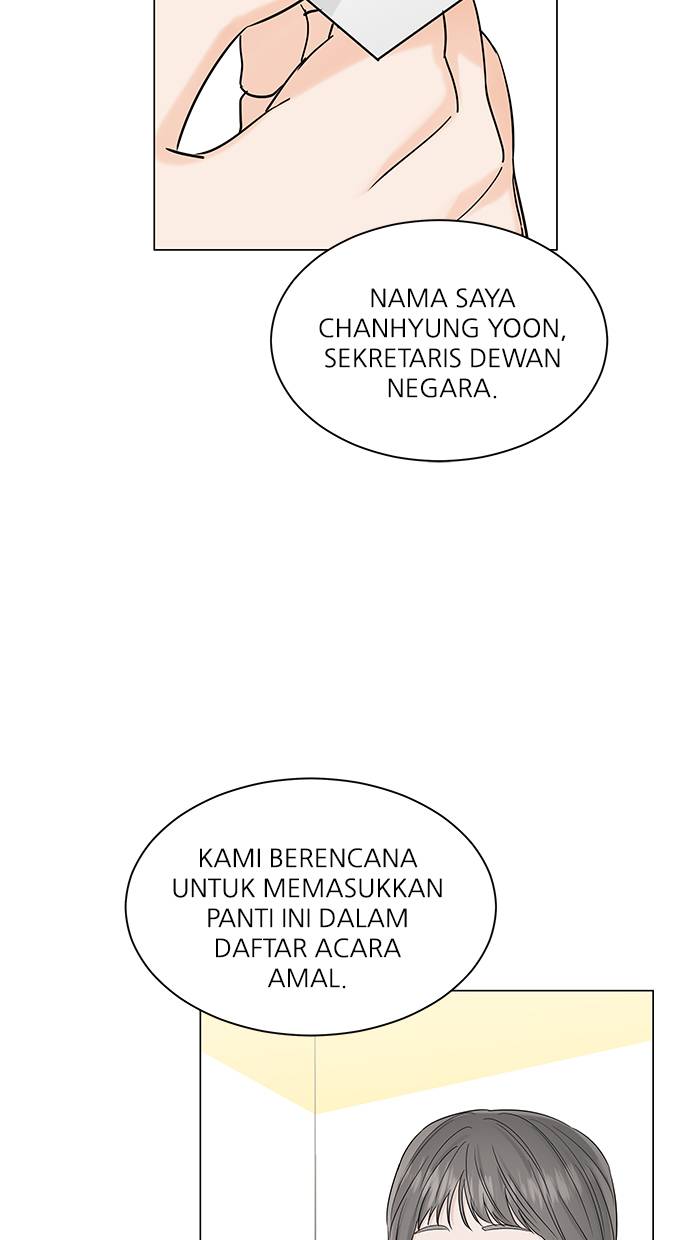 NAMA SAYA
CHANHYUNG YOON,
SEKRETARIS DEWAN
NEGARA.
KAMI BERENCANA
UNTUK MEMASUKKAN
PANTI INI DALAM
DAFTAR ACARA
AMAL.